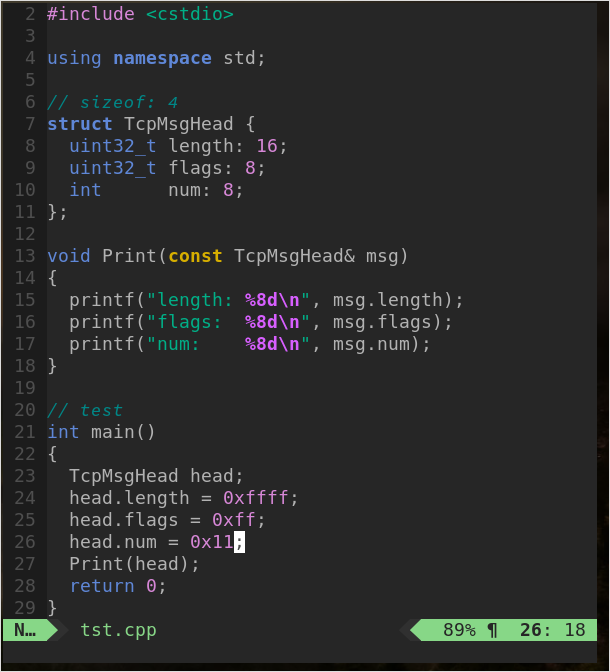 2 #include <cstdio>
3
4 using namespace std;
5
6 // sizeof: 4
7 struct TcpMsgHead {
8   uint32_t length: 16;
9   uint32_t flags: 8;
10   int      num: 8;
11 };
12
13 void Print(const TcpMsgHead& msg)
14 {
15   printf("length: %8d\n", msg.length);
16   printf("flags:  %8d\n", msg.flags);
17   printf("num:    %8d\n", msg.num);
18 }
19
20 // test
21 int main()
22 {
23   TcpMsgHead head;
24   head.length = 0xffff;
25   head.flags = 0xff;
26   head.num = 0x11;
27   Print(head);
28   return 0;
29 }
N… tst.cpp 89% ¶ 26: 18